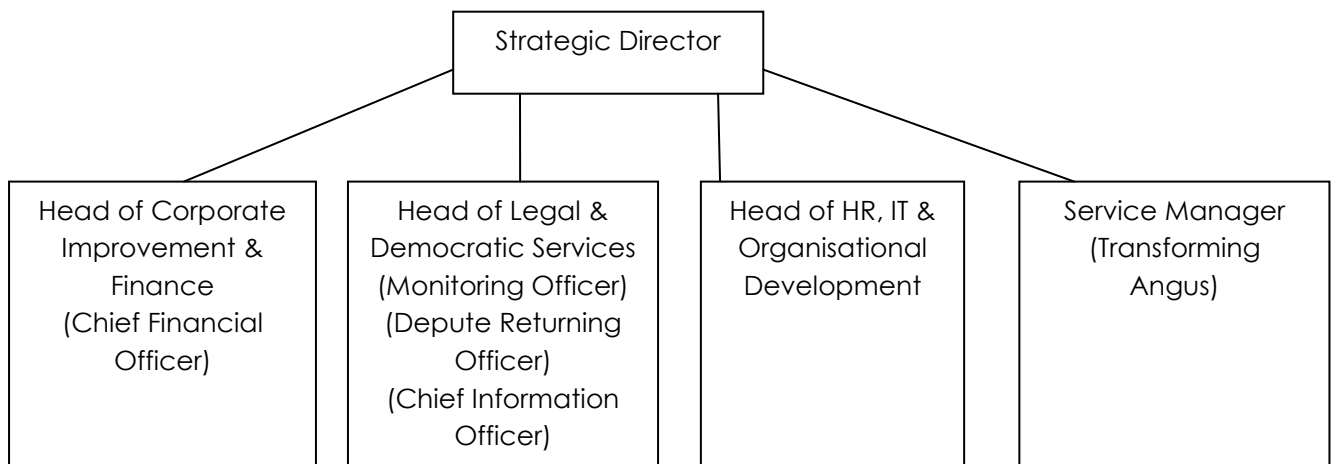 Strategic Director
Head of Corporate
Improvement &
Finance
(Chief Financial
Officer)
Head of Legal &
Democratic Services
(Monitoring Officer)
(Depute Returning
Officer)
(Chief Information
Officer)
Head of HR, IT &
Organisational
Development
Service Manager
(Transforming
Angus)